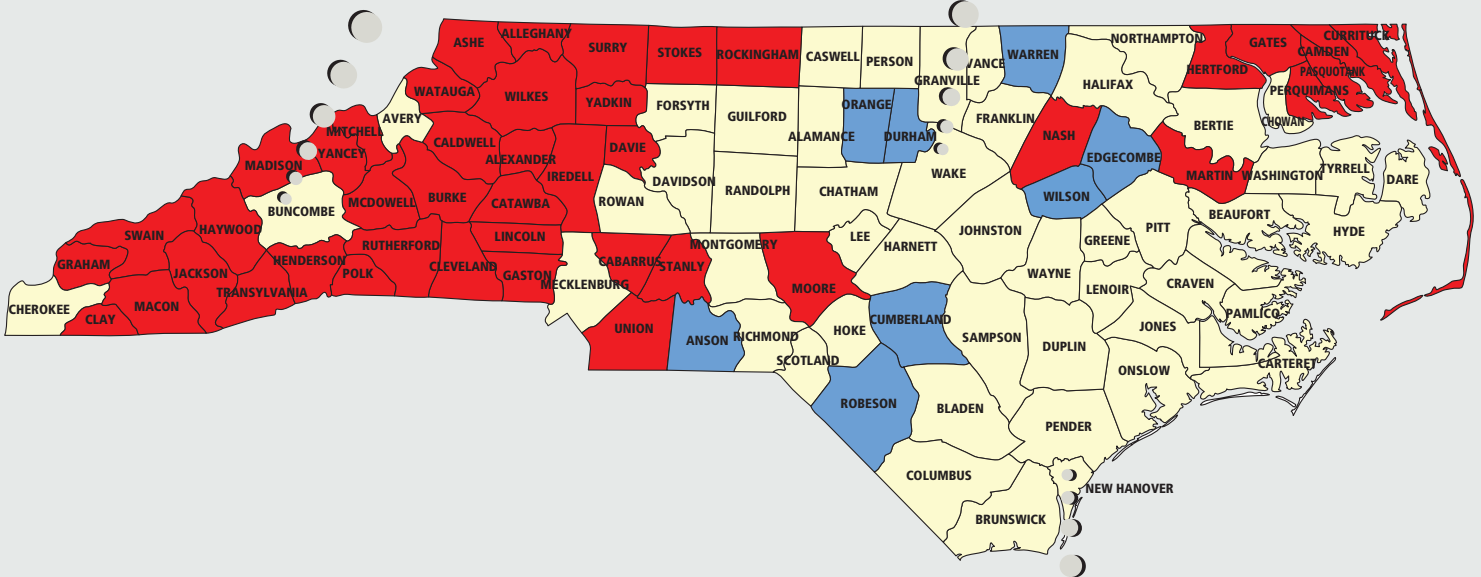 ALLEGHANY
ASHE
SURRY
STOKES
ROCKINGHAM
CASWELL
PERSON
GRANVILLE
VANCE
WARREN
NORTHAMPTON
HERTFORD
GATES
CURRITUCK
CAMDEN
PASQUOTANK
PERQUIMANS
CHOWAN
HALIFAX
WATAUGA
WILKES
YADKIN
FORSYTH
GUILFORD
ALAMANCE
ORANGE
DURHAM
FRANKLIN
NASH
EDGECOMBE
BERTIE
MITCHELL
AVERY
CALDWELL
ALEXANDER
DAVIE
IREDELL
MADISON
YANCEY
MARTIN
WASHINGTON
TYRRELL
DARE
BUNCOMBE
MCDOWELL
BURKE
CATAWBA
ROWAN
DAVIDSON
RANDOLPH
CHATHAM
WAKE
WILSON
BEAUFORT
HYDE
SWAIN
HAYWOOD
RUTHERFORD
LINCOLN
MONTGOMERY
LEE
HARNETT
JOHNSTON
GREENE
PITT
GRAHAM
JACKSON
HENDERSON
POLK
CLEVELAND
GASTON
CABARRUS
STANLY
MECKLENBURG
MOORE
WAYNE
LENOIR
CRAVEN
CHEROKEE
CLAY
MACON
TRANSYLVANIA
UNION
ANSON
RICHMOND
SCOTLAND
HOKE
CUMBERLAND
SAMPSON
DUPLIN
JONES
PAMLICO
ONSLOW
CARTERET
ROBESON
BLADEN
PENDER
COLUMBUS
BRUNSWICK
NEW HANOVER